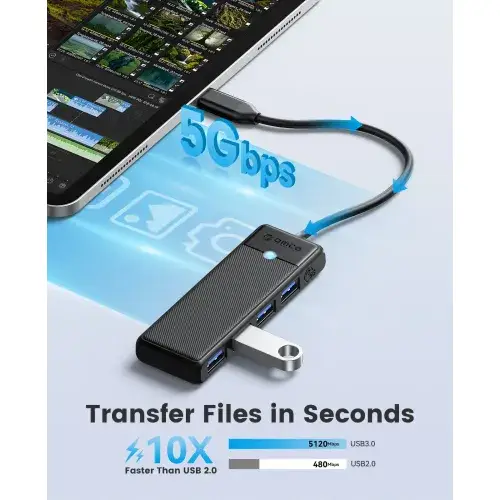 5Gbps
ORICO
Transfer Files in Seconds
10X
Faster Than USB 2.0
5120Mbps USB3.0
480Mbps USB2.0